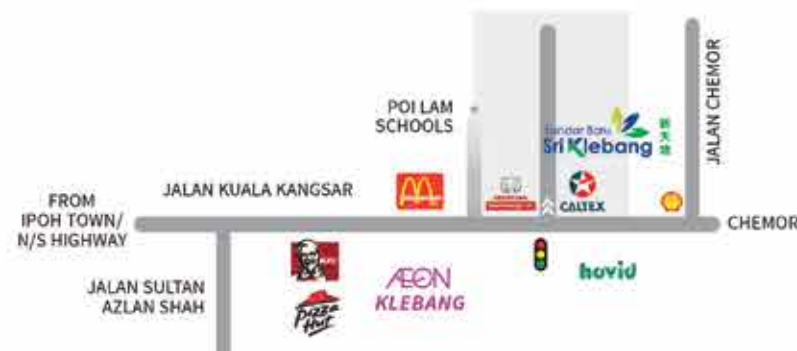 POI LAM
SCHOOLS
Bandar Baru
Sri Klebang
新天地
JALAN CHEMOR
JALAN KUALA KANGSAR
CALTEX
FROM
IPOH TOWN/
N/S HIGHWAY
CHEMOR
JALAN SULTAN
AZLAN SHAH
KFC
Pizza
Hut
ÆON
KLEBANG
hovid